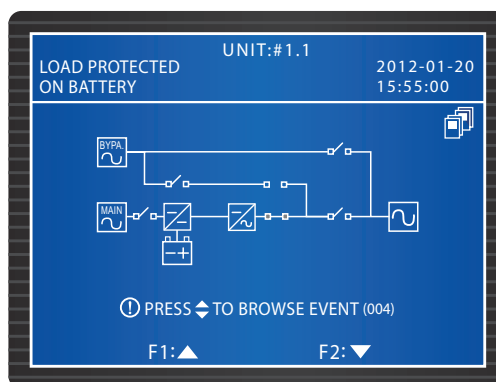 UNIT:#1.1
LOAD PROTECTED
ON BATTERY
2012-01-20
15:55:00
BYPA.
MAIN
PRESS TO BROWSE EVENT (004)
F1:
F2: